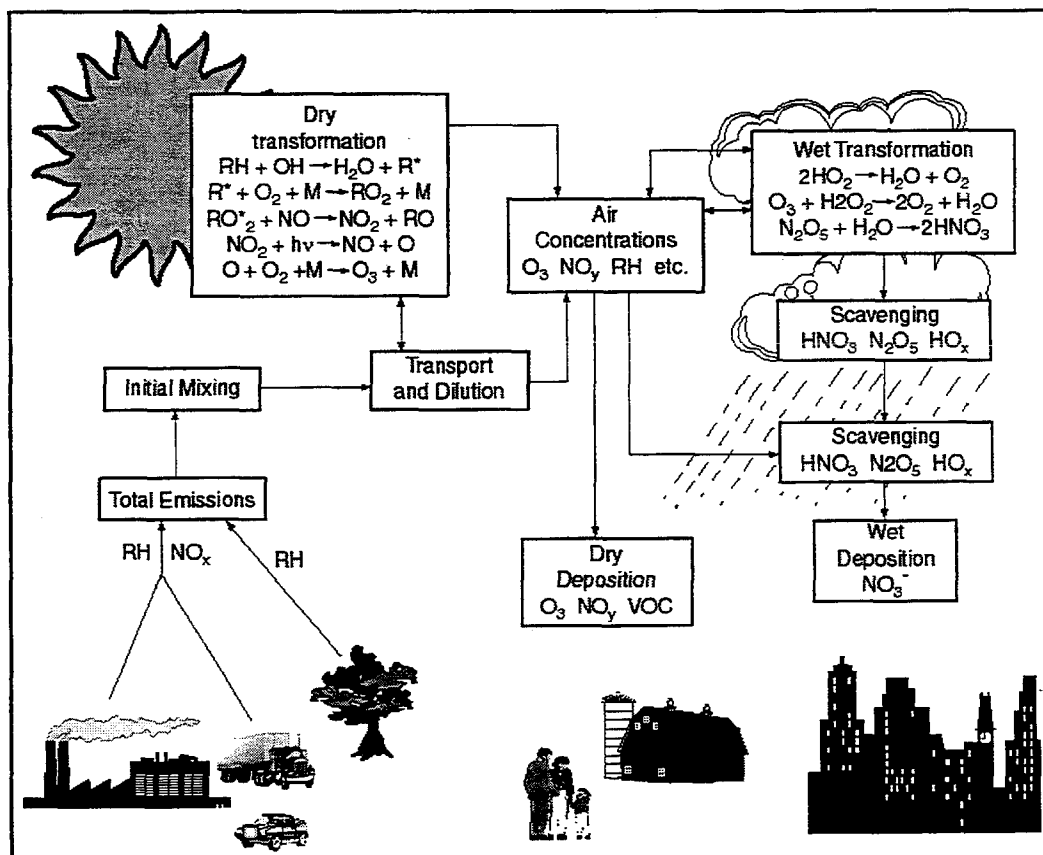 Dry
transformation
RH + OH→H₂O + R*
R* + O₂ + M→RO₂ + M
RO*₂ + NO→NO₂ + RO
NO₂ + hν→NO + O
O + O₂ +M→O₃ + M
Air
Concentrations
O₃ NOy RH etc.
Wet Transformation
2HO₂→H₂O + O₂
O₃ + H2O₂→2O₂ + H₂O
N₂O₅ + H₂O→2HNO₃
Scavenging
HNO₃ N₂O₅ HOₓ
Initial Mixing
Transport
and Dilution
Scavenging
HNO₃ N2O₅ HOₓ
Total Emissions
RH NOₓ
RH
Dry
Deposition
O₃ NOy VOC
Wet
Deposition
NO₃⁻